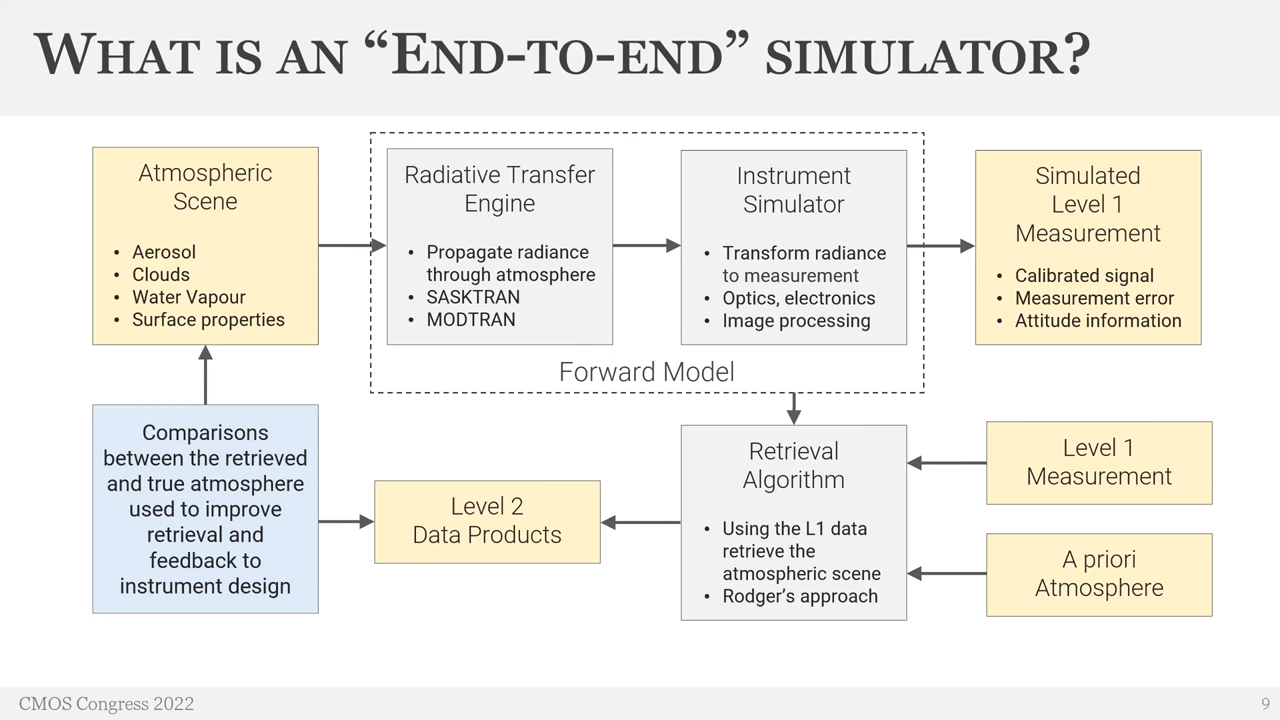 WHAT IS AN “END-TO-END” SIMULATOR?
Atmospheric
Scene
• Aerosol
• Clouds
• Water Vapour
• Surface properties
Radiative Transfer
Engine
• Propagate radiance
through atmosphere
• SASKTRAN
• MODTRAN
Instrument
Simulator
• Transform radiance
to measurement
• Optics, electronics
• Image processing
Simulated
Level 1
Measurement
• Calibrated signal
• Measurement error
• Attitude information
Forward Model
Comparisons
between the retrieved
and true atmosphere
used to improve
retrieval and
feedback to
instrument design
Level 2
Data Products
Retrieval
Algorithm
• Using the L1 data
retrieve the
atmospheric scene
• Rodger’s approach
Level 1
Measurement
A priori
Atmosphere
CMOS Congress 2022
9